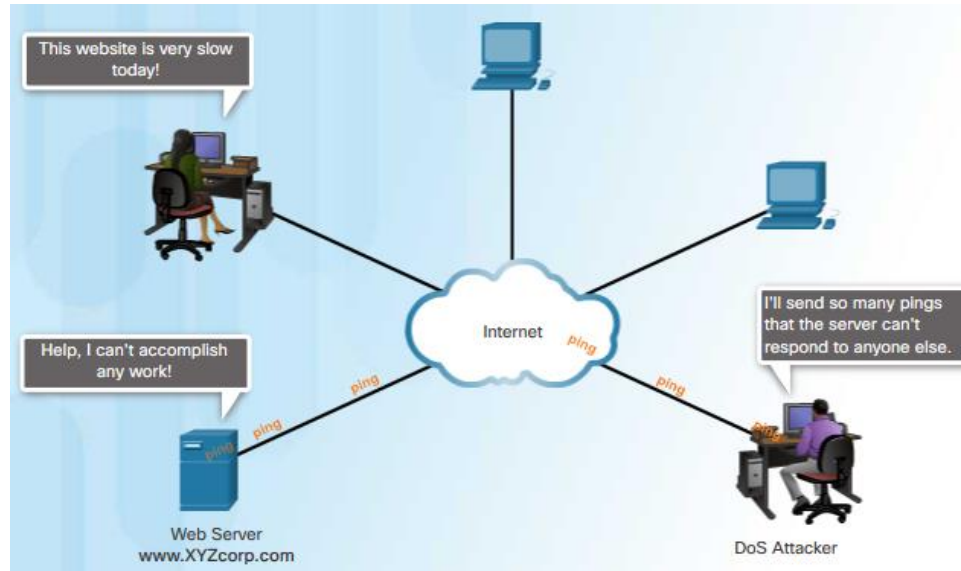 This website is very slow
today!
Internet
ping
I'll send so many pings
that the server can't
respond to anyone else.
Help, I can't accomplish
any work!
ping
ping
ping
ping
ping
Web Server
www.XYZcorp.com
DoS Attacker